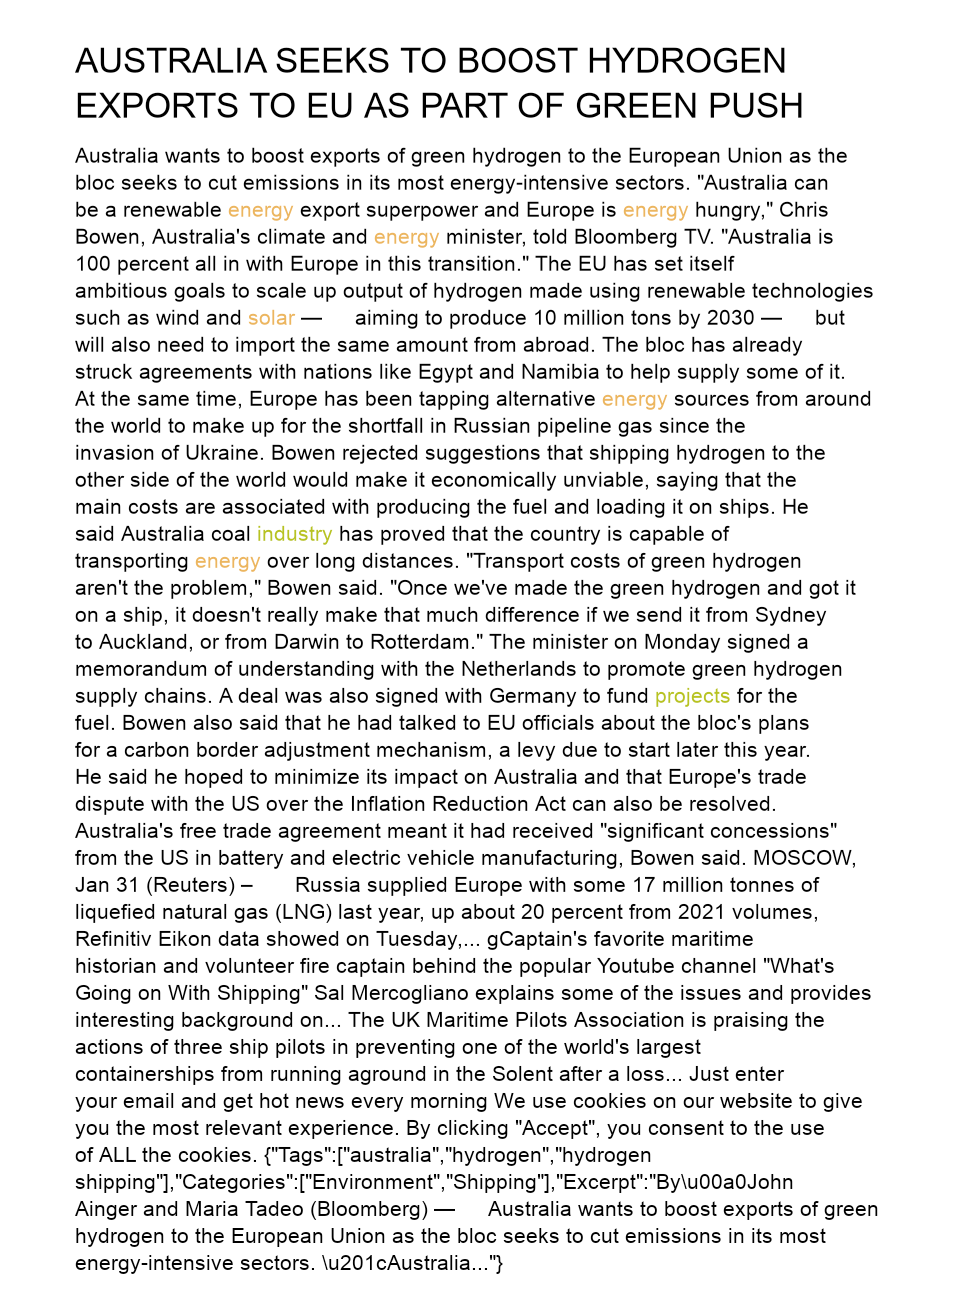 AUSTRALIA SEEKS TO BOOST HYDROGEN
EXPORTS TO EU AS PART OF GREEN PUSH
Australia wants to boost exports of green hydrogen to the European Union as the
bloc seeks to cut emissions in its most energy-intensive sectors. "Australia can
be a renewable energy export superpower and Europe is energy hungry," Chris
Bowen, Australia's climate and energy minister, told Bloomberg TV. "Australia is
100 percent all in with Europe in this transition." The EU has set itself
ambitious goals to scale up output of hydrogen made using renewable technologies
such as wind and solar — aiming to produce 10 million tons by 2030 — but
will also need to import the same amount from abroad. The bloc has already
struck agreements with nations like Egypt and Namibia to help supply some of it.
At the same time, Europe has been tapping alternative energy sources from around
the world to make up for the shortfall in Russian pipeline gas since the
invasion of Ukraine. Bowen rejected suggestions that shipping hydrogen to the
other side of the world would make it economically unviable, saying that the
main costs are associated with producing the fuel and loading it on ships. He
said Australia coal industry has proved that the country is capable of
transporting energy over long distances. "Transport costs of green hydrogen
aren't the problem," Bowen said. "Once we've made the green hydrogen and got it
on a ship, it doesn't really make that much difference if we send it from Sydney
to Auckland, or from Darwin to Rotterdam." The minister on Monday signed a
memorandum of understanding with the Netherlands to promote green hydrogen
supply chains. A deal was also signed with Germany to fund projects for the
fuel. Bowen also said that he had talked to EU officials about the bloc's plans
for a carbon border adjustment mechanism, a levy due to start later this year.
He said he hoped to minimize its impact on Australia and that Europe's trade
dispute with the US over the Inflation Reduction Act can also be resolved.
Australia's free trade agreement meant it had received "significant concessions"
from the US in battery and electric vehicle manufacturing, Bowen said. MOSCOW,
Jan 31 (Reuters) – Russia supplied Europe with some 17 million tonnes of
liquefied natural gas (LNG) last year, up about 20 percent from 2021 volumes,
Refinitiv Eikon data showed on Tuesday,... gCaptain's favorite maritime
historian and volunteer fire captain behind the popular Youtube channel "What's
Going on With Shipping" Sal Mercogliano explains some of the issues and provides
interesting background on... The UK Maritime Pilots Association is praising the
actions of three ship pilots in preventing one of the world's largest
containerships from running aground in the Solent after a loss... Just enter
your email and get hot news every morning We use cookies on our website to give
you the most relevant experience. By clicking "Accept", you consent to the use
of ALL the cookies. {"Tags":["australia","hydrogen","hydrogen
shipping"],"Categories":["Environment","Shipping"],"Excerpt":"By\u00a0John
Ainger and Maria Tadeo (Bloomberg) — Australia wants to boost exports of green
hydrogen to the European Union as the bloc seeks to cut emissions in its most
energy-intensive sectors. \u201cAustralia..."}